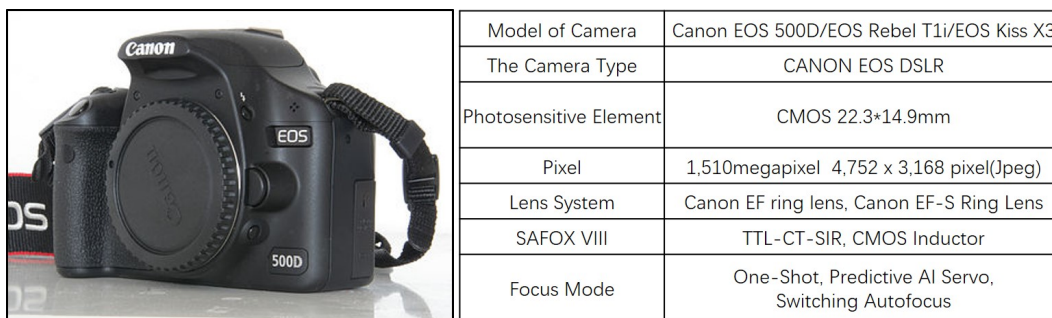 Canon
EOS
Canon
OS
500D
Model of Camera
Canon EOS 500D/EOS Rebel T1i/EOS Kiss X3
The Camera Type
CANON EOS DSLR
Photosensitive Element
CMOS 22.3*14.9mm
Pixel
1,510megapixel 4,752 x 3,168 pixel(Jpeg)
Lens System
Canon EF ring lens, Canon EF-S Ring Lens
SAFOX VIII
TTL-CT-SIR, CMOS Inductor
Focus Mode
One-Shot, Predictive AI Servo,
Switching Autofocus